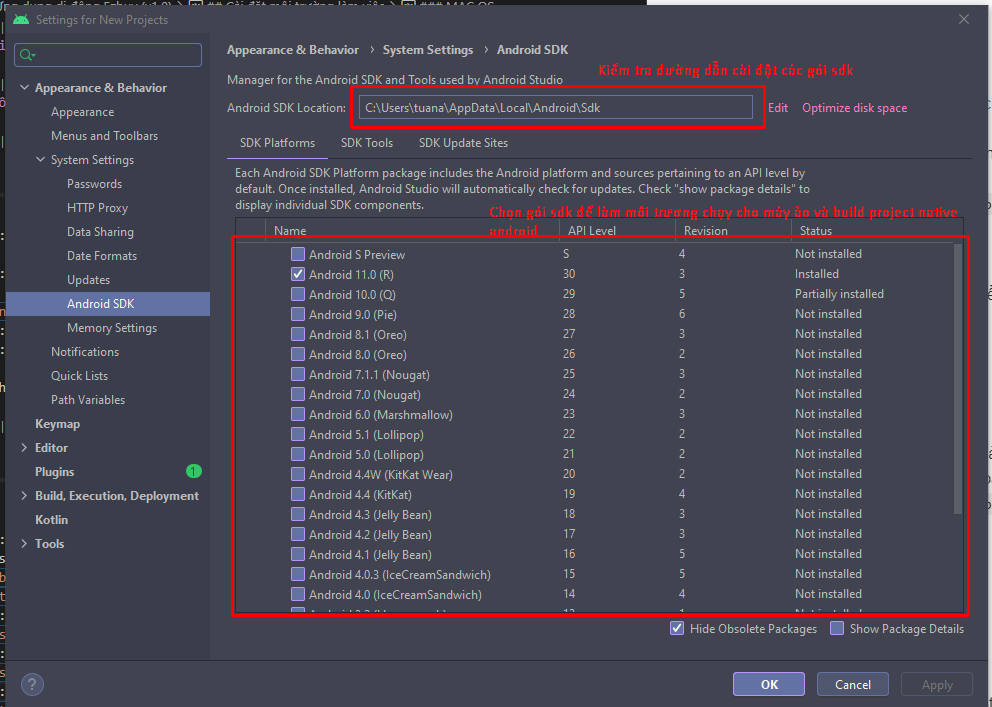 Settings for New Projects
Appearance & Behavior › System Settings › Android SDK
Manager for the Android SDK and Tools used by Android Studio
Kiểm tra đường dẫn cài đặt các gói sdk
Android SDK Location: C:\Users\tuana\AppData\Local\Android\Sdk Edit Optimize disk space
SDK Platforms SDK Tools SDK Update Sites
Each Android SDK Platform package includes the Android platform and sources pertaining to an API level by
default. Once installed, Android Studio will automatically check for updates. Check "show package details" to
display individual SDK components.
Chọn gói sdk để làm môi trương chạy cho máy ảo và build project native
android
Name API Level Revision Status
Android S Preview S 4 Not installed
Android 11.0 (R) 30 3 Installed
Android 10.0 (Q) 29 5 Partially installed
Android 9.0 (Pie) 28 6 Not installed
Android 8.1 (Oreo) 27 3 Not installed
Android 8.0 (Oreo) 26 2 Not installed
Android 7.1.1 (Nougat) 25 3 Not installed
Android 7.0 (Nougat) 24 2 Not installed
Android 6.0 (Marshmallow) 23 3 Not installed
Android 5.1 (Lollipop) 22 2 Not installed
Android 5.0 (Lollipop) 21 2 Not installed
Android 4.4W (KitKat Wear) 20 2 Not installed
Android 4.4 (KitKat) 19 4 Not installed
Android 4.3 (Jelly Bean) 18 3 Not installed
Android 4.2 (Jelly Bean) 17 3 Not installed
Android 4.1 (Jelly Bean) 16 5 Not installed
Android 4.0.3 (IceCreamSandwich) 15 5 Not installed
Android 4.0 (IceCreamSandwich) 14 4 Not installed
Hide Obsolete Packages Show Package Details
Appearance & Behavior
Appearance
Menus and Toolbars
System Settings
Passwords
HTTP Proxy
Data Sharing
Date Formats
Updates
Android SDK
Memory Settings
Notifications
Quick Lists
Path Variables
Keymap
Editor
Plugins 1
Build, Execution, Deployment
Kotlin
Tools
? OK Cancel Apply